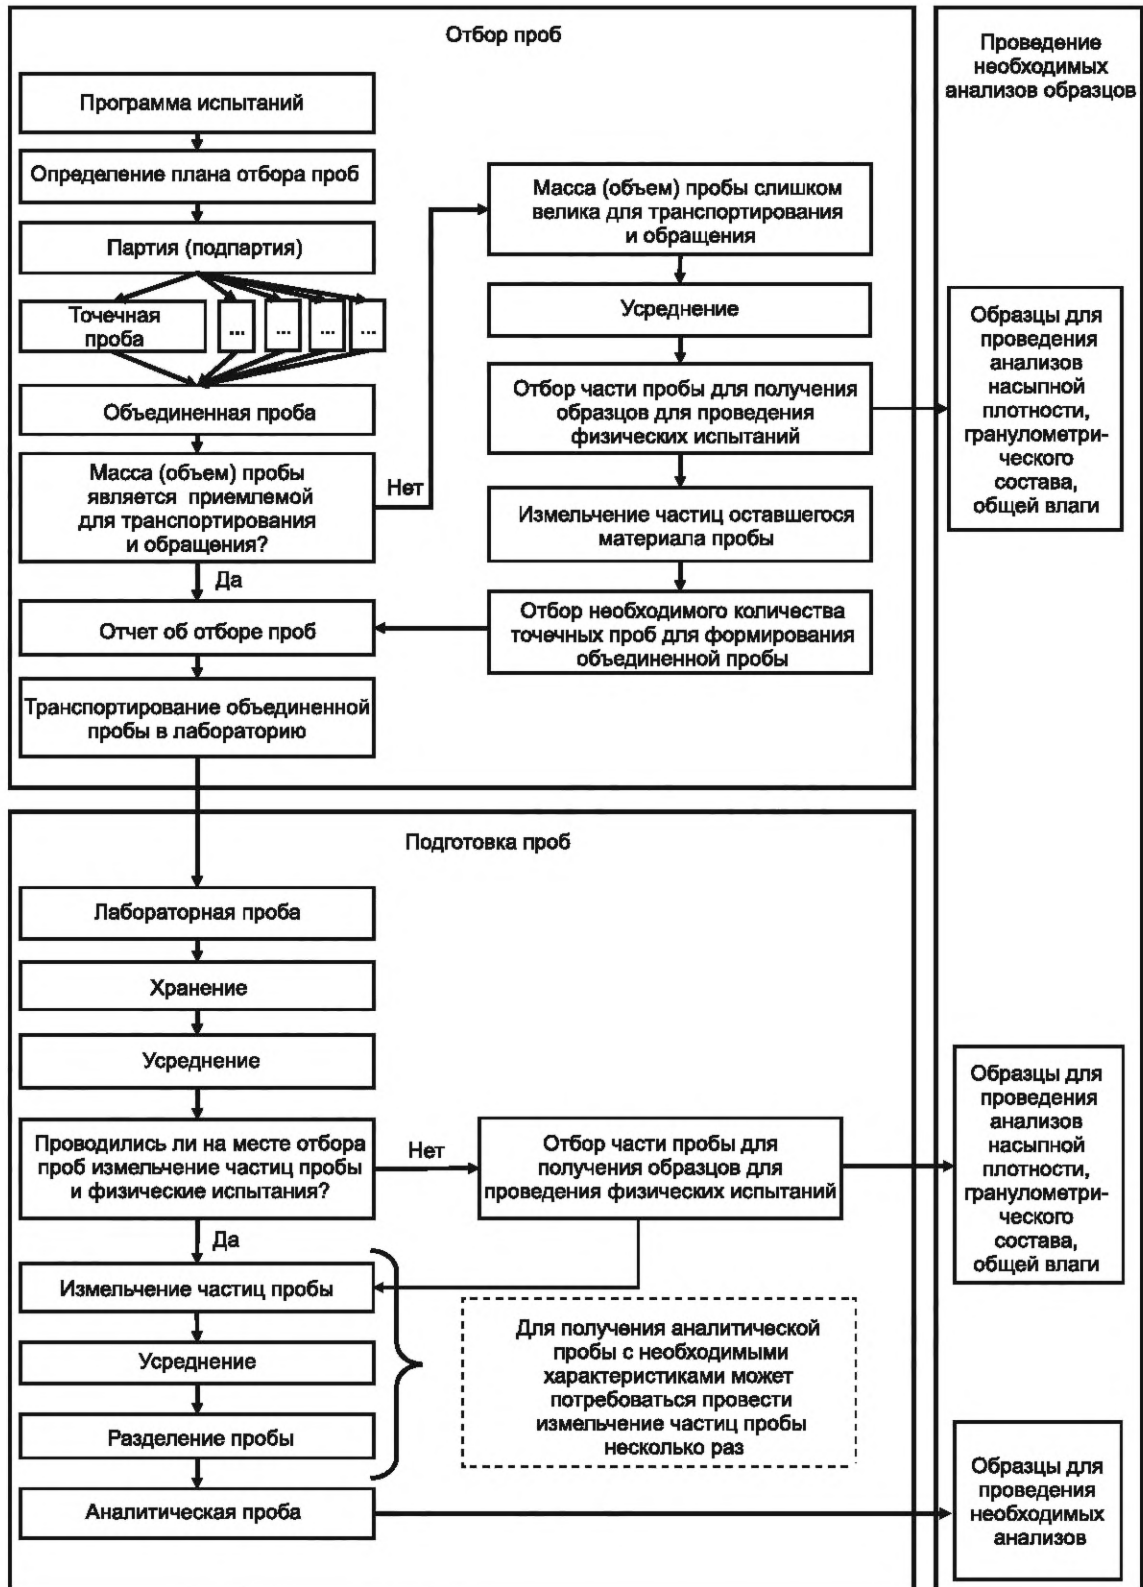 Отбор проб
Программа испытаний
Определение плана отбора проб
Партия (подпартия)
Точечная
проба
...
...
...
...
Объединенная проба
Масса (объем) пробы
является приемлемой
для транспортирования
и обращения?
Нет
Да
Отчет об отборе проб
Транспортирование объединенной
пробы в лабораторию
Масса (объем) пробы слишком
велика для транспортирования
и обращения
Усреднение
Отбор части пробы для получения
образцов для проведения
физических испытаний
Измельчение частиц оставшегося
материала пробы
Отбор необходимого количества
точечных проб для формирования
объединенной пробы
Проведение
необходимых
анализов образцов
Образцы для
проведения
анализов
насыпной
плотности,
гранулометри-
ческого
состава,
общей влаги
Подготовка проб
Лабораторная проба
Хранение
Усреднение
Проводились ли на месте отбора
проб измельчение частиц пробы
и физические испытания?
Нет
Да
Отбор части пробы для
получения образцов для
проведения физических испытаний
Образцы для
проведения
анализов
насыпной
плотности,
гранулометри-
ческого
состава,
общей влаги
Измельчение частиц пробы
Усреднение
Разделение пробы
Для получения аналитической
пробы с необходимыми
характеристиками может
потребоваться провести
измельчение частиц пробы
несколько раз
Аналитическая проба
Образцы для
проведения
необходимых
анализов